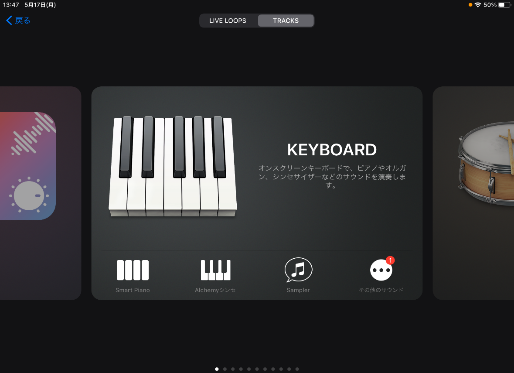 13:47 5月17日(月)
50%
戻る
LIVE LOOPS
TRACKS
KEYBOARD
オンスクリーンキーボードで、ピアノやオルガ
ン、シンセサイザーなどのサウンドを演奏しま
す。
1
Smart Piano
Alchemyシンセ
Sampler
その他のサウンド